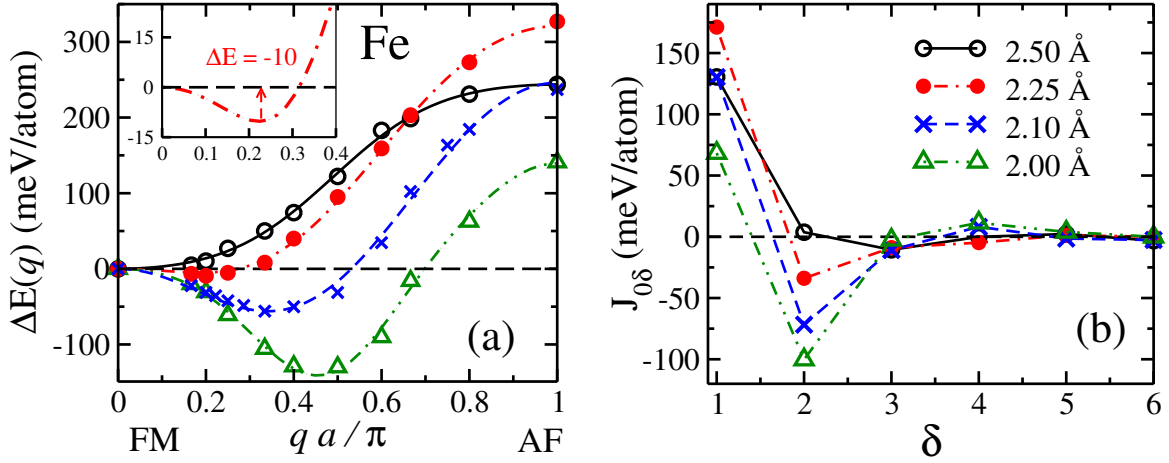 Fe
ΔE = -10
15
0
-15
0
0.1
0.2
0.3
0.4
300
200
100
0
-100
ΔE(q) (meV/atom)
(a)
0
0.2
0.4
0.6
0.8
1
FM
q a / π
AF
2.50 Å
2.25 Å
2.10 Å
2.00 Å
150
100
50
0
-50
-100
J0δ (meV/atom)
(b)
1
2
3
4
5
6
δ